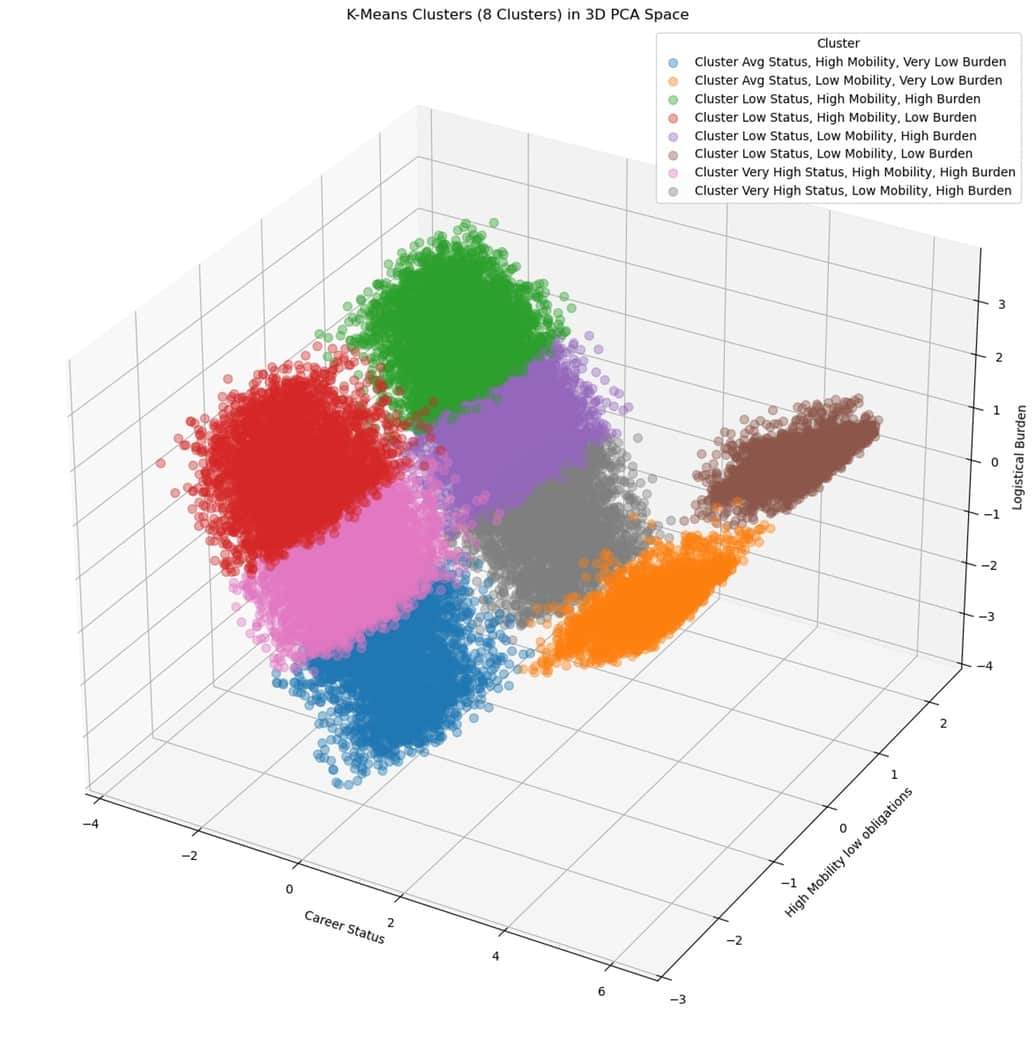 K-Means Clusters (8 Clusters) in 3D PCA Space
Cluster
Cluster Avg Status, High Mobility, Very Low Burden
Cluster Avg Status, Low Mobility, Very Low Burden
Cluster Low Status, High Mobility, High Burden
Cluster Low Status, High Mobility, Low Burden
Cluster Low Status, Low Mobility, High Burden
Cluster Low Status, Low Mobility, Low Burden
Cluster Very High Status, High Mobility, High Burden
Cluster Very High Status, Low Mobility, High Burden
3
2
1
0
−1
−2
−3
−4
Logistical Burden
2
1
0
−1
−2
−3
High Mobility low obligations
−4
−2
0
2
4
6
Career Status